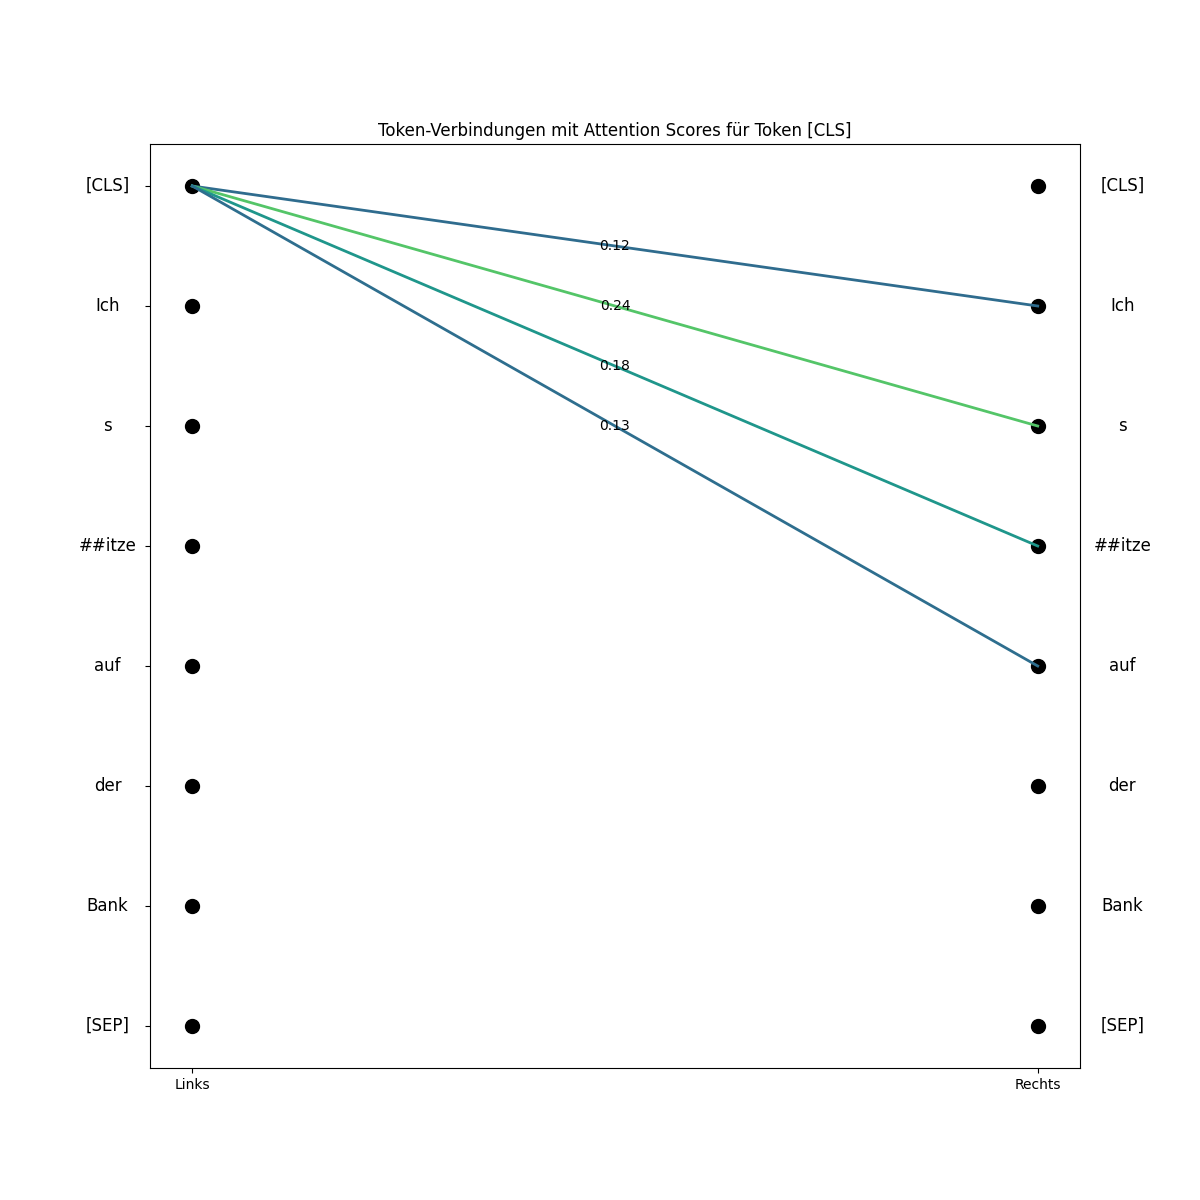 Token-Verbindungen mit Attention Scores für Token [CLS]
[CLS] [CLS]
0.12
Ich 0.24 Ich
0.18
s 0.13 s
##itze ##itze
auf auf
der der
Bank Bank
[SEP] [SEP]
Links Rechts